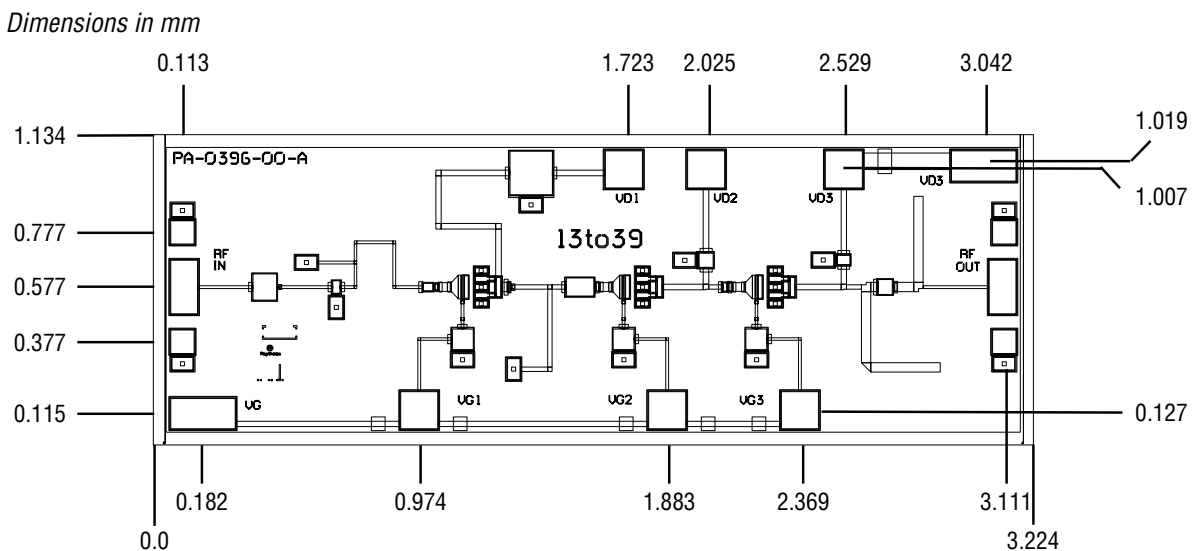 Dimensions in mm
0.113 1.723 2.025 2.529 3.042
1.134
1.019
1.007
PA-0396-00-A
VD1 VD2 VD3 VD3
13to39
0.777
RF
IN
RF
OUT
0.577
0.377
VG VG1 VG2 VG3
0.115
0.127
0.182 0.974 1.883 2.369 3.111
0.0 3.224